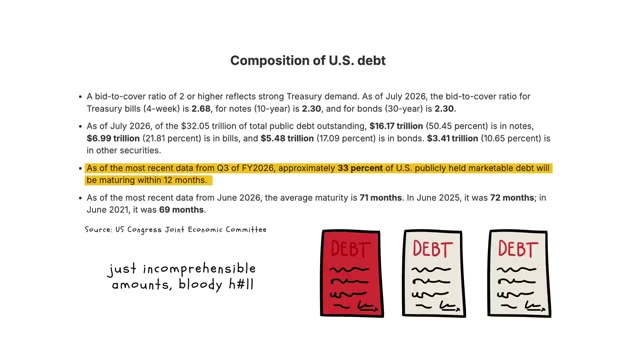 Composition of U.S. debt
• A bid-to-cover ratio of 2 or higher reflects strong Treasury demand. As of July 2026, the bid-to-cover ratio for
Treasury bills (4-week) is 2.68, for notes (10-year) is 2.30, and for bonds (30-year) is 2.30.
• As of July 2026, of the $32.05 trillion of total public debt outstanding, $16.17 trillion (50.45 percent) is in notes,
$6.99 trillion (21.81 percent) is in bills, and $5.48 trillion (17.09 percent) is in bonds. $3.41 trillion (10.65 percent) is
in other securities.
• As of the most recent data from Q3 of FY2026, approximately 33 percent of U.S. publicly held marketable debt will
be maturing within 12 months.
• As of the most recent data from June 2026, the average maturity is 71 months. In June 2025, it was 72 months; in
June 2021, it was 69 months.
Source: US Congress Joint Economic Committee
just incomprehensible
amounts, bloody h#ll
DEBT
DEBT
DEBT